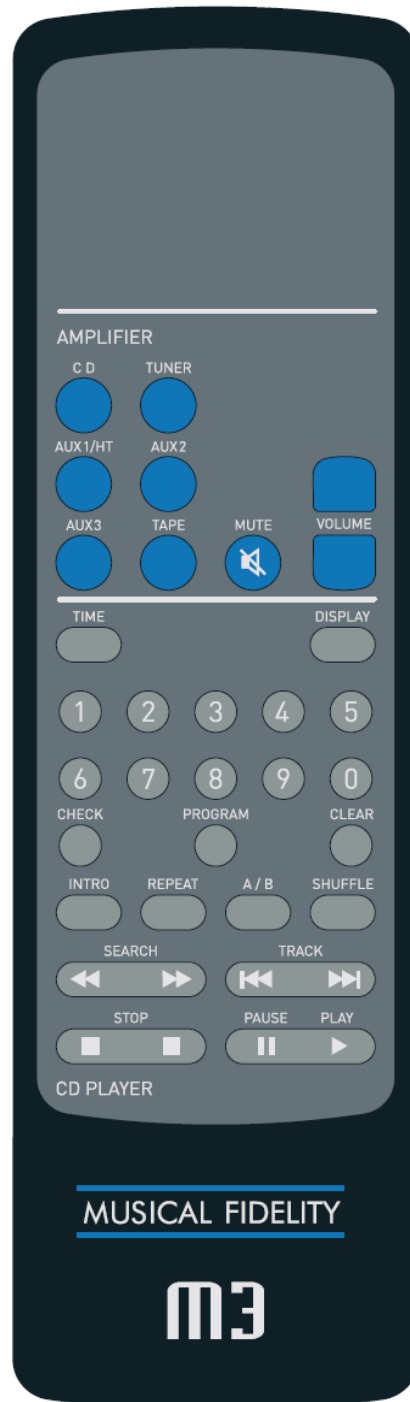 AMPLIFIER
CD TUNER
AUX1/HT AUX2
AUX3 TAPE MUTE VOLUME
TIME DISPLAY
1 2 3 4 5
6 7 8 9 0
CHECK PROGRAM CLEAR
INTRO REPEAT A/B SHUFFLE
SEARCH TRACK
STOP PAUSE PLAY
CD PLAYER
MUSICAL FIDELITY
m3